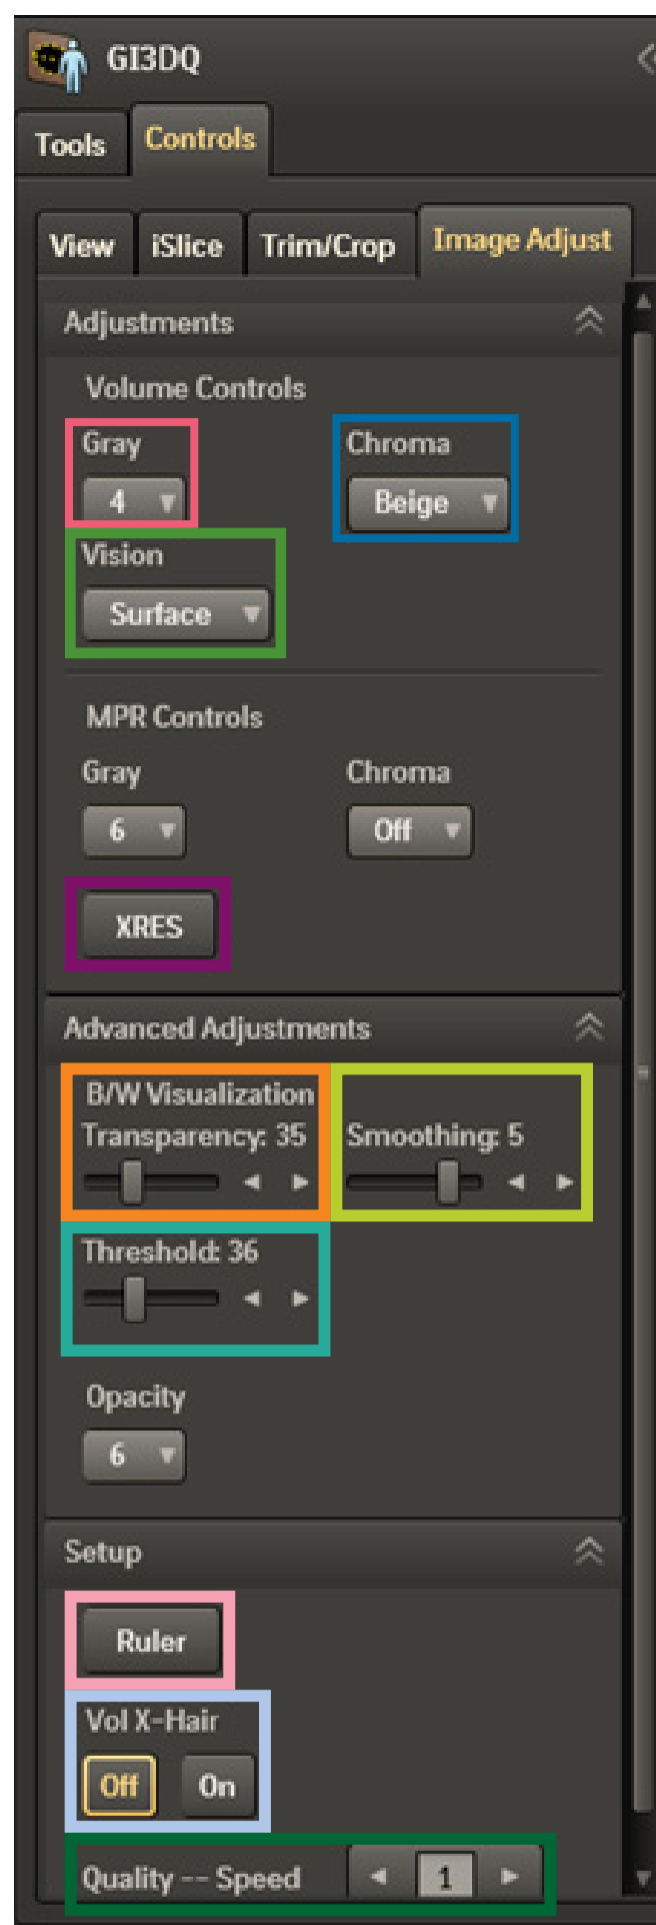 GI3DQ
Tools Controls
View iSlice Trim/Crop Image Adjust
Adjustments
Volume Controls
Gray Chroma
4 Beige
Vision
Surface
MPR Controls
Gray Chroma
6 Off
XRES
Advanced Adjustments
B/W Visualization
Transparency: 35 Smoothing: 5
Threshold: 36
Opacity
6
Setup
Ruler
Vol X-Hair
Off On
Quality -- Speed 1